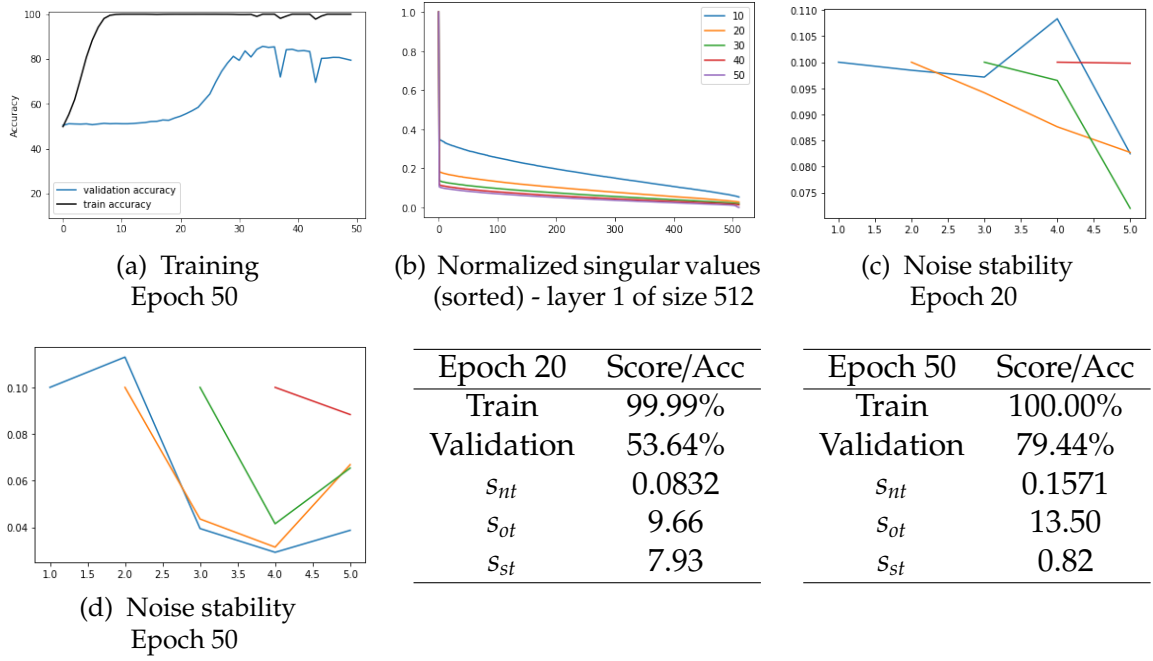 100
80
60
40
20
Accuracy
validation accuracy
train accuracy
0 10 20 30 40 50
(a) Training
Epoch 50
1.0
0.8
0.6
0.4
0.2
0.0
10
20
30
40
50
0 100 200 300 400 500
(b) Normalized singular values
(sorted) - layer 1 of size 512
0.110
0.105
0.100
0.095
0.090
0.085
0.080
0.075
1.0 1.5 2.0 2.5 3.0 3.5 4.0 4.5 5.0
(c) Noise stability
Epoch 20
0.10
0.08
0.06
0.04
1.0 1.5 2.0 2.5 3.0 3.5 4.0 4.5 5.0
(d) Noise stability
Epoch 50
Epoch 20 Score/Acc
Train 99.99%
Validation 53.64%
s_nt 0.0832
s_ot 9.66
s_st 7.93
Epoch 50 Score/Acc
Train 100.00%
Validation 79.44%
s_nt 0.1571
s_ot 13.50
s_st 0.82